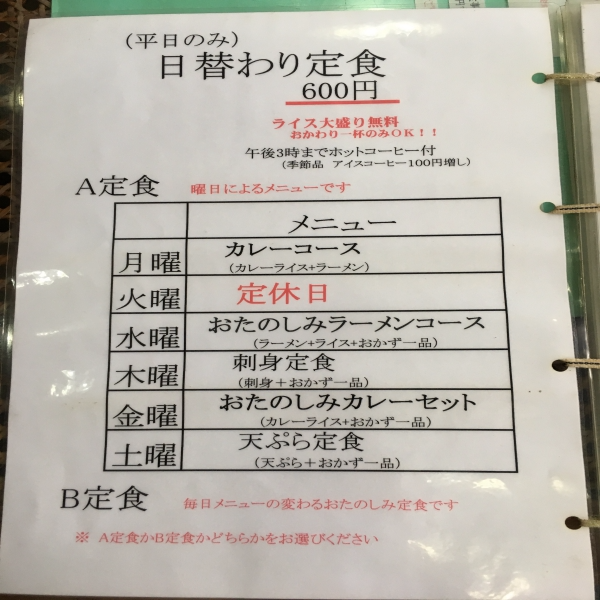 （平日のみ）
日替わり定食
600円
ライス大盛り無料
おかわり一杯のみＯＫ！！
午後3時までホットコーヒー付
（季節品 アイスコーヒー100円増し）
A定食 曜日によるメニューです
メニュー
月曜 カレーコース
（カレーライス+ラーメン）
火曜 定休日
水曜 おたのしみラーメンコース
（ラーメン+ライス+おかず一品）
木曜 刺身定食
（刺身＋おかず一品）
金曜 おたのしみカレーセット
（カレーライス+おかず一品）
土曜 天ぷら定食
（天ぷら＋おかず一品）
B定食 毎日メニューの変わるおたのしみ定食です
※ A定食かB定食かどちらかをお選びください